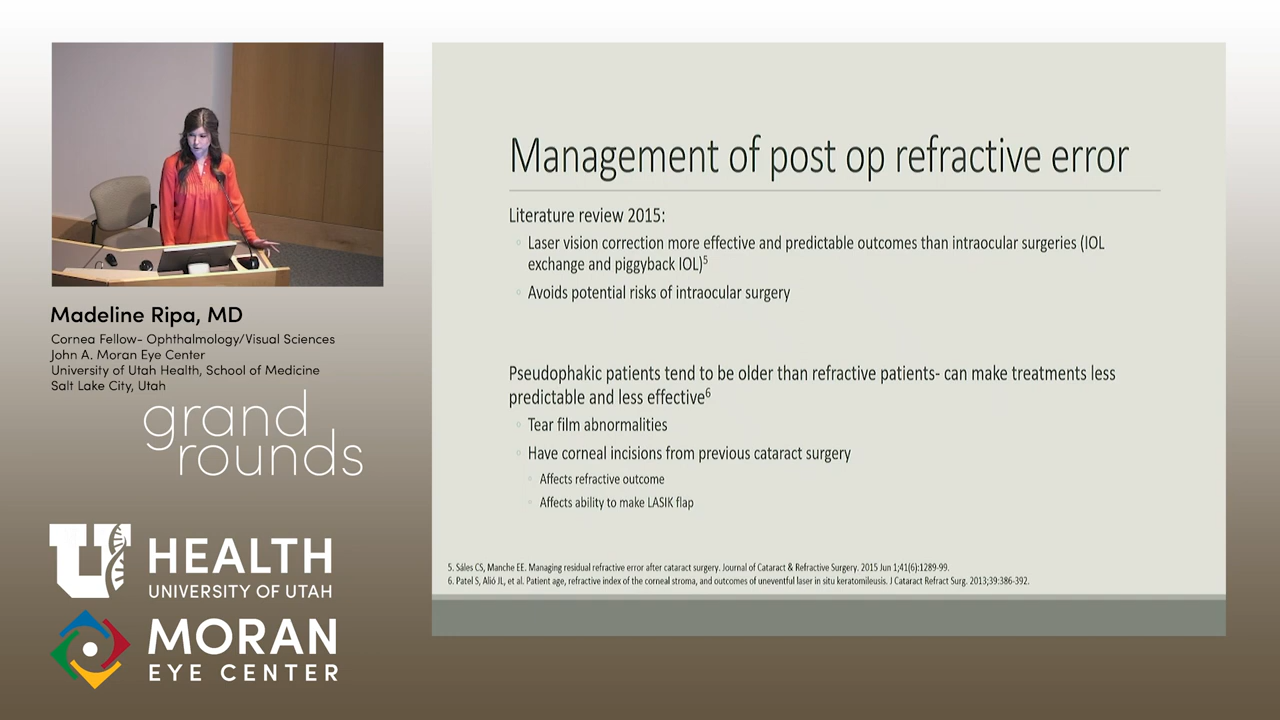 Madeline Ripa, MD
Cornea Fellow- Ophthalmology/Visual Sciences
John A. Moran Eye Center
University of Utah Health, School of Medicine
Salt Lake City, Utah
grand
rounds
U HEALTH
UNIVERSITY OF UTAH
MORAN
EYE CENTER
Management of post op refractive error
Literature review 2015:
Laser vision correction more effective and predictable outcomes than intraocular surgeries (IOL
exchange and piggyback IOL)5
Avoids potential risks of intraocular surgery
Pseudophakic patients tend to be older than refractive patients- can make treatments less
predictable and less effective6
Tear film abnormalities
Have corneal incisions from previous cataract surgery
Affects refractive outcome
Affects ability to make LASIK flap
5. Sáles CS, Manche EE. Managing residual refractive error after cataract surgery. Journal of Cataract & Refractive Surgery. 2015 Jun 1;41(6):1289-99.
6. Patel S, Alió JL, et al. Patient age, refractive index of the corneal stroma, and outcomes of uneventful laser in situ keratomileusis. J Cataract Refract Surg. 2013;39:386-392.